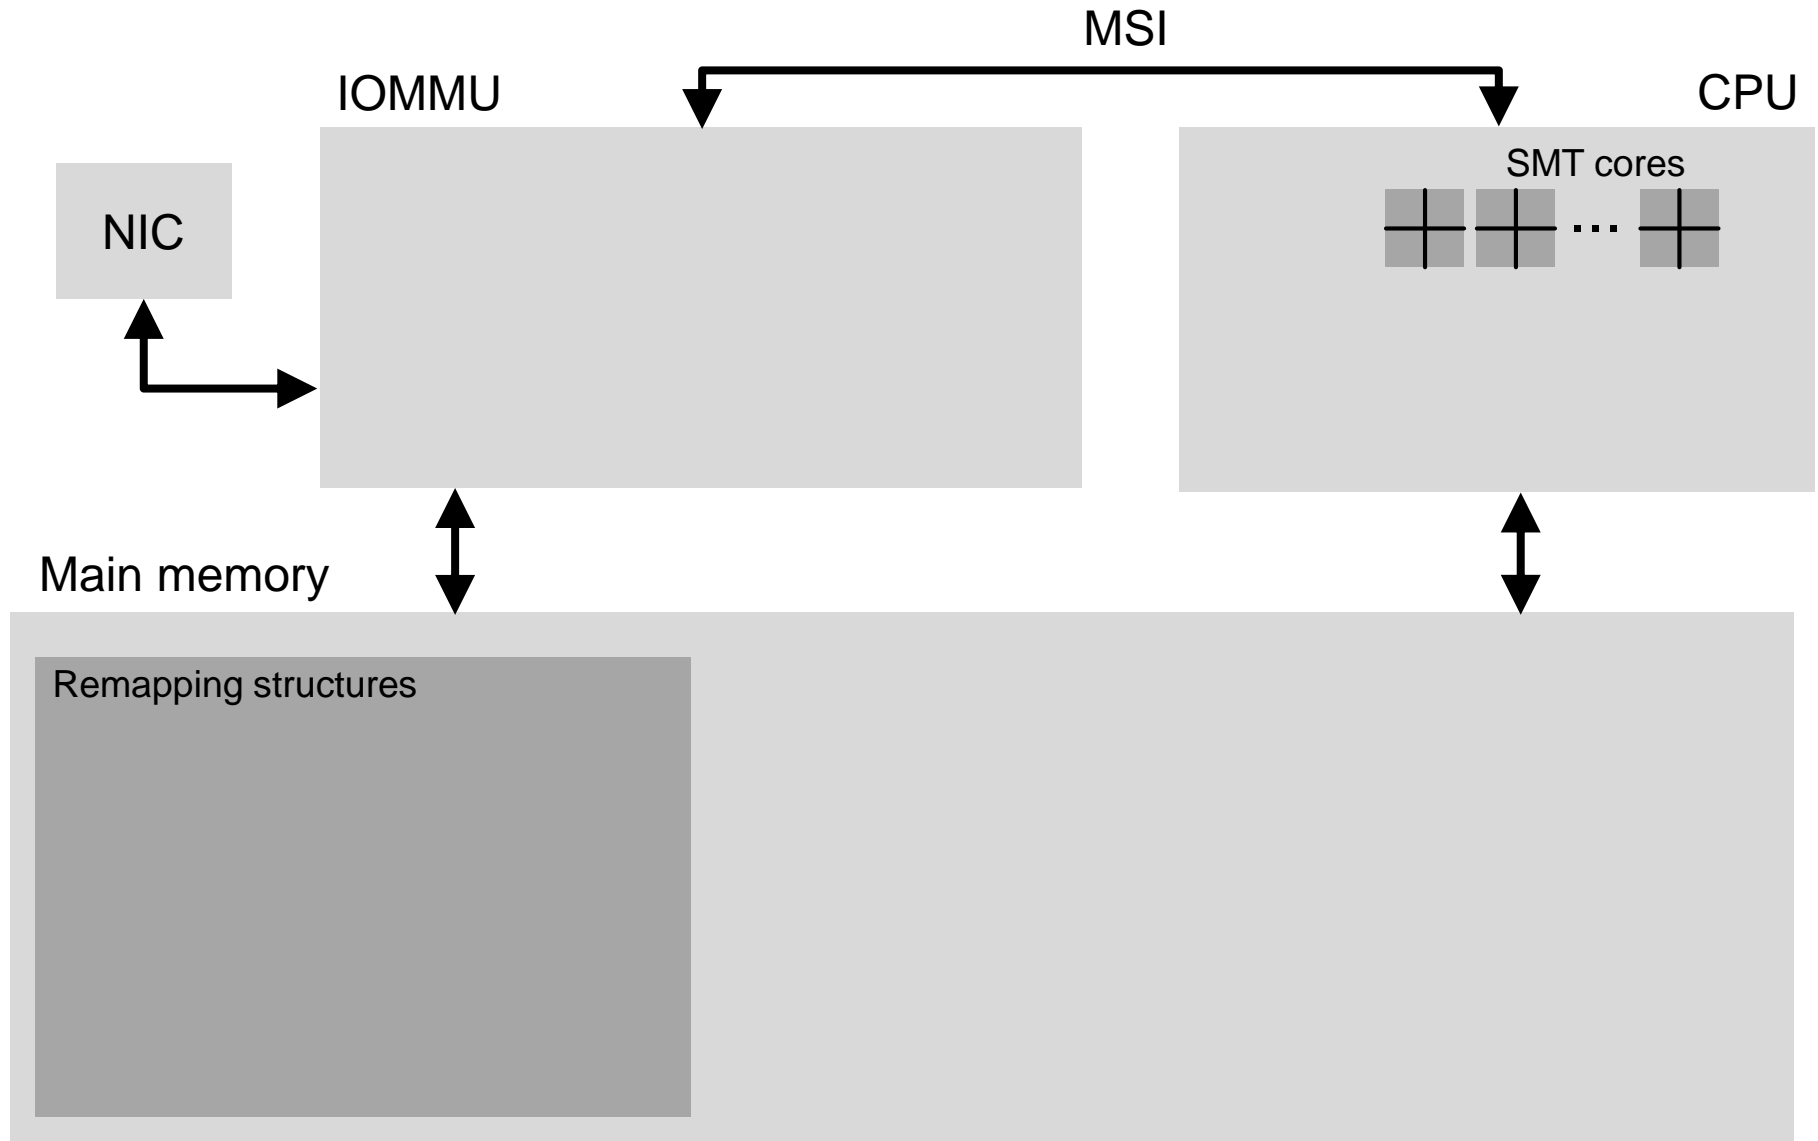 MSI
IOMMU
CPU
SMT cores
NIC
...
Main memory
Remapping structures